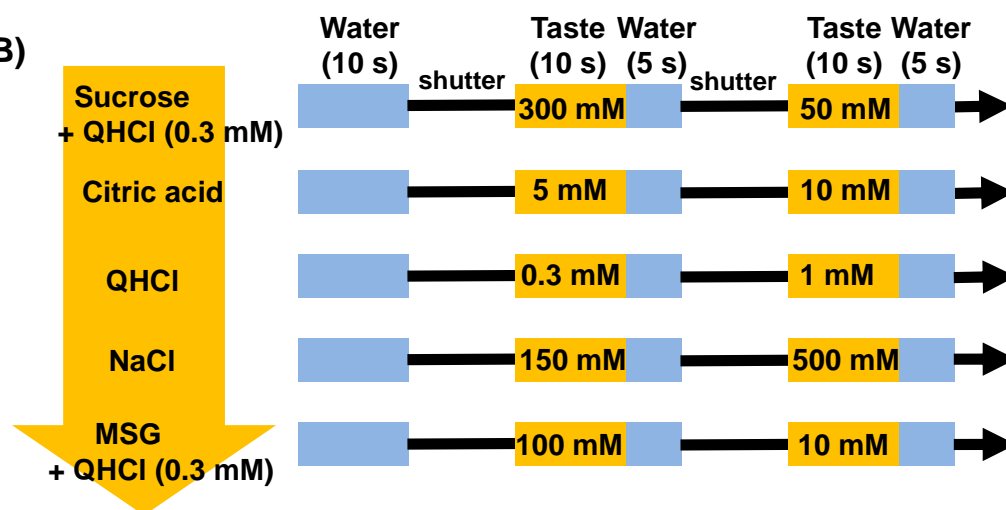 B)
Water
(10 s)
shutter
Taste Water
(10 s) (5 s)
shutter
Taste Water
(10 s) (5 s)
Sucrose
+ QHCl (0.3 mM)
300 mM
50 mM
Citric acid
5 mM
10 mM
QHCl
0.3 mM
1 mM
NaCl
150 mM
500 mM
MSG
+ QHCl (0.3 mM)
100 mM
10 mM